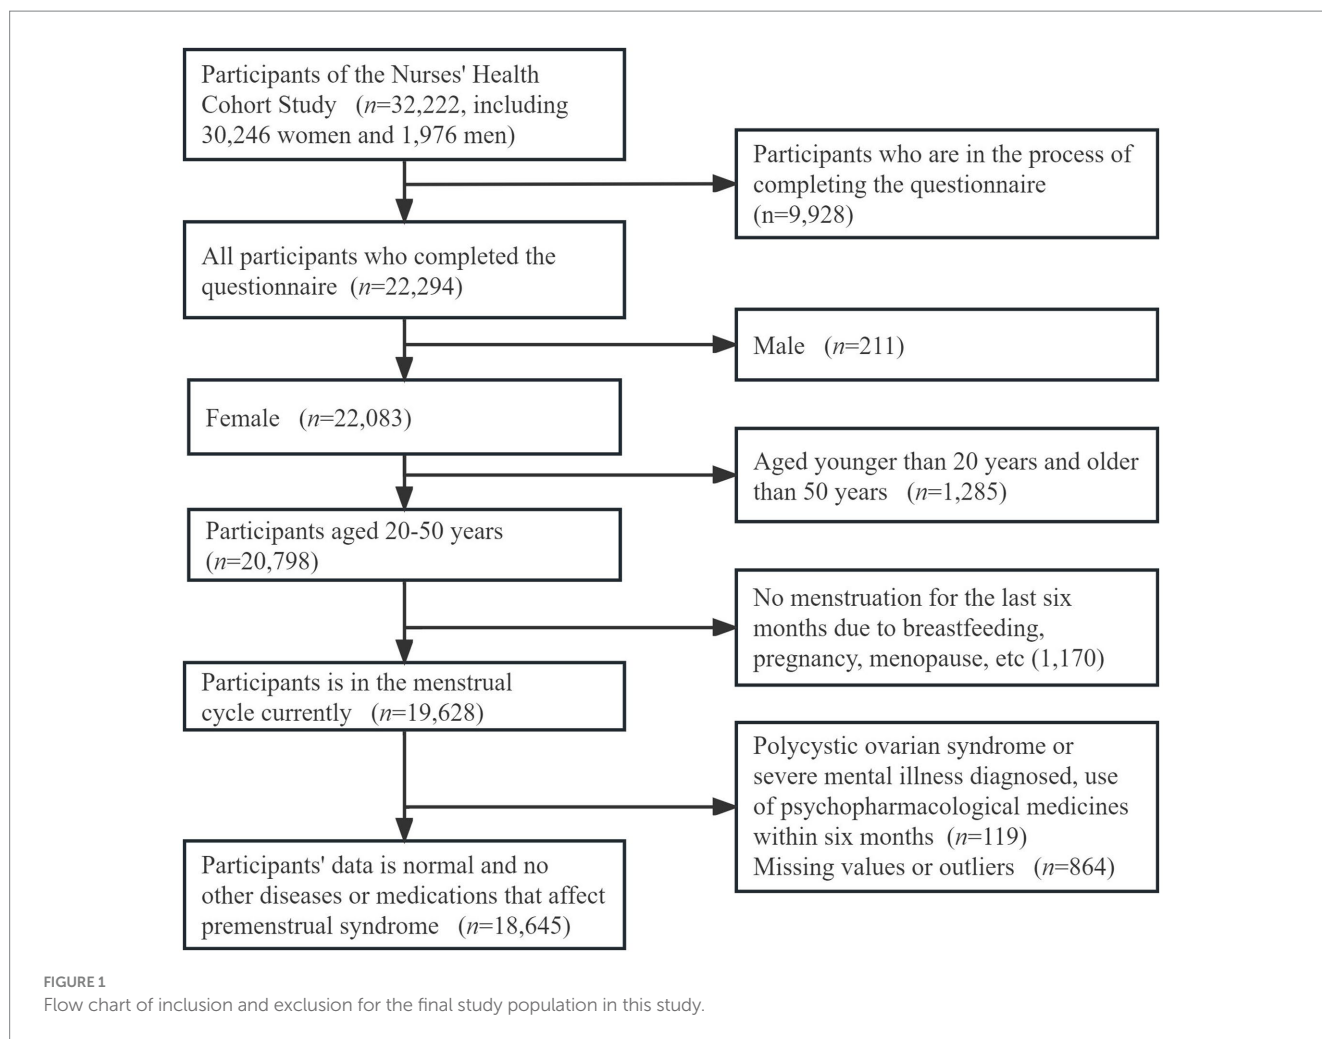 Participants of the Nurses' Health
Cohort Study (n=32,222, including
30,246 women and 1,976 men)
Participants who are in the process of
completing the questionnaire
(n=9,928)
All participants who completed the
questionnaire (n=22,294)
Male (n=211)
Female (n=22,083)
Aged younger than 20 years and older
than 50 years (n=1,285)
Participants aged 20-50 years
(n=20,798)
No menstruation for the last six
months due to breastfeeding,
pregnancy, menopause, etc (1,170)
Participants is in the menstrual
cycle currently (n=19,628)
Polycystic ovarian syndrome or
severe mental illness diagnosed, use
of psychopharmacological medicines
within six months (n=119)
Missing values or outliers (n=864)
Participants' data is normal and no
other diseases or medications that affect
premenstrual syndrome (n=18,645)
FIGURE 1
Flow chart of inclusion and exclusion for the final study population in this study.